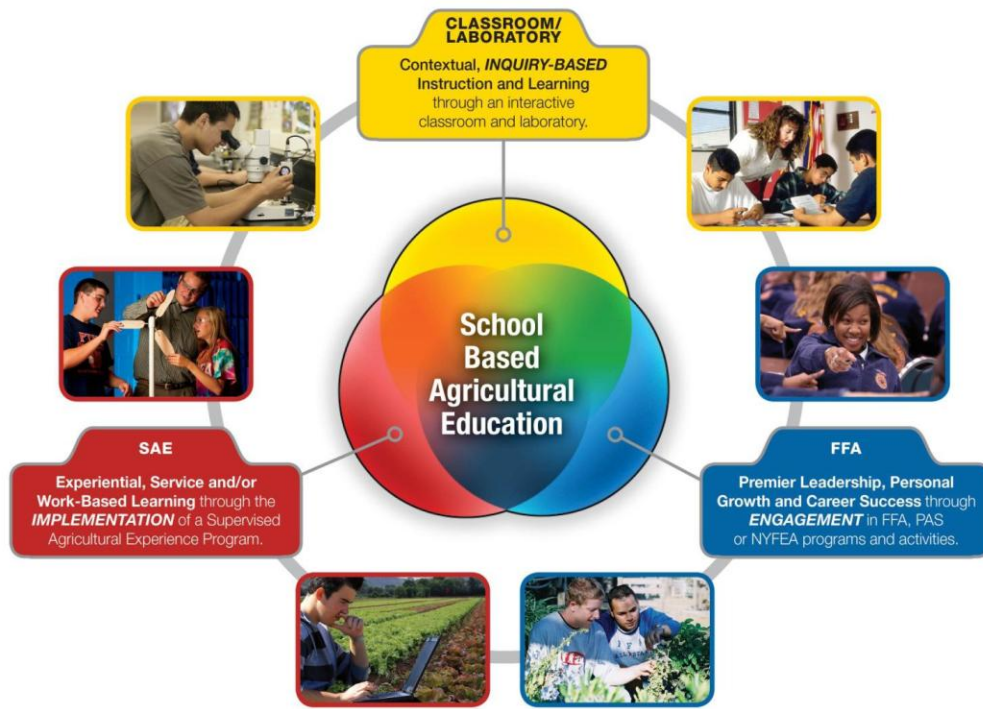 CLASSROOM/
LABORATORY
Contextual, INQUIRY-BASED
Instruction and Learning
through an interactive
classroom and laboratory.
School
Based
Agricultural
Education
SAE
Experiential, Service and/or
Work-Based Learning through the
IMPLEMENTATION of a Supervised
Agricultural Experience Program.
FFA
Premier Leadership, Personal
Growth and Career Success through
ENGAGEMENT in FFA, PAS
or NYFEA programs and activities.